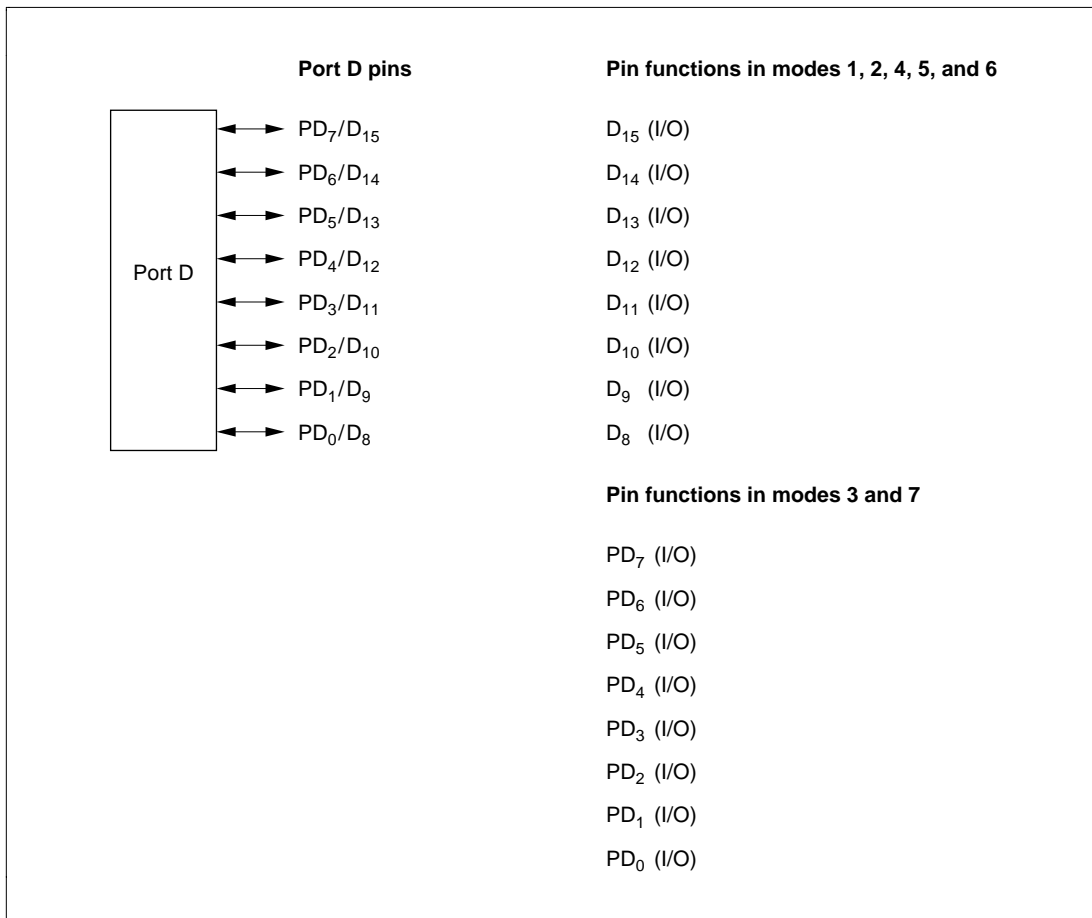 Port D pins Pin functions in modes 1, 2, 4, 5, and 6
PD7/D15 D15 (I/O)
PD6/D14 D14 (I/O)
PD5/D13 D13 (I/O)
PD4/D12 D12 (I/O)
Port D
PD3/D11 D11 (I/O)
PD2/D10 D10 (I/O)
PD1/D9 D9 (I/O)
PD0/D8 D8 (I/O)
Pin functions in modes 3 and 7
PD7 (I/O)
PD6 (I/O)
PD5 (I/O)
PD4 (I/O)
PD3 (I/O)
PD2 (I/O)
PD1 (I/O)
PD0 (I/O)